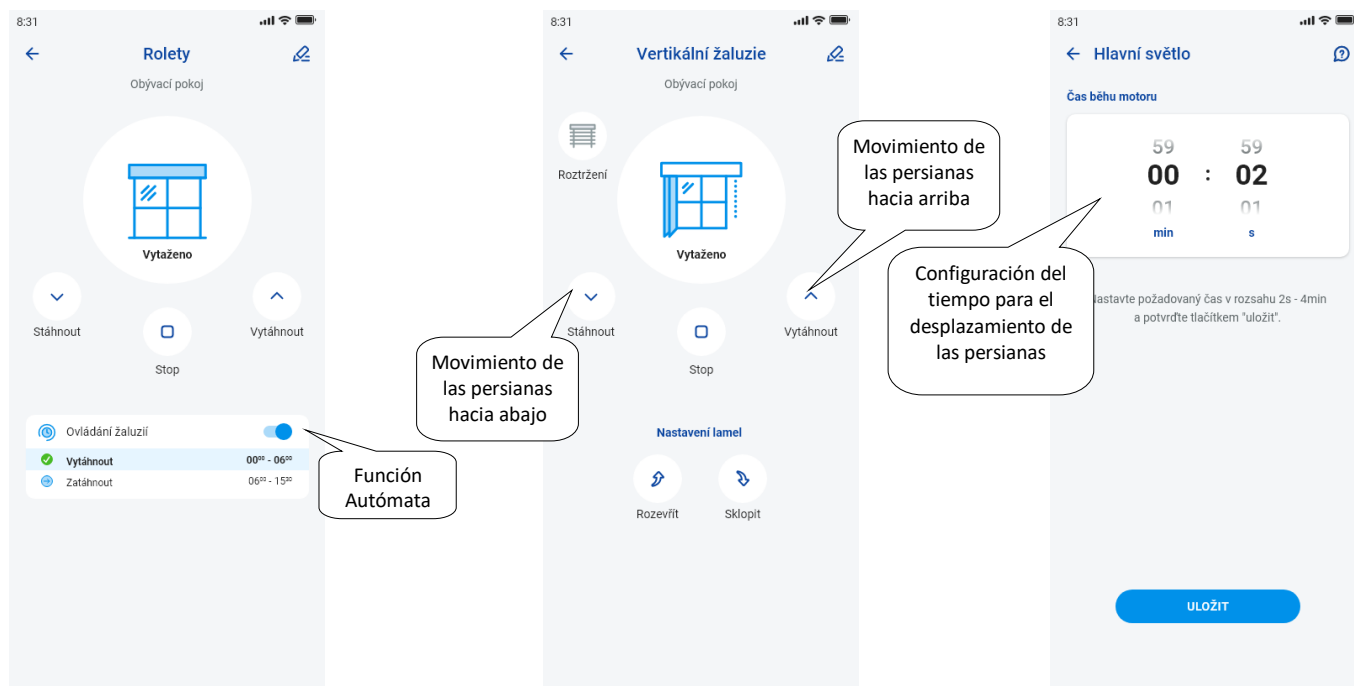 8:31
Rolety
Obývací pokoj
Vytaženo
Stáhnout
Vytáhnout
Stop
Ovládání žaluzií
Vytáhnout 00⁰⁰ - 06⁰⁰
Zatáhnout 06⁰⁰ - 15³⁰
Función
Autómata
8:31
Vertikální žaluzie
Obývací pokoj
Roztržení
Vytaženo
Stáhnout
Vytáhnout
Stop
Movimiento de
las persianas
hacia abajo
Movimiento de
las persianas
hacia arriba
Nastavení lamel
Rozevřít
Sklopit
8:31
Hlavní světlo
Čas běhu motoru
59 59
00 : 02
01 01
min s
Configuración del
tiempo para el
desplazamiento de
las persianas
Nastavte požadovaný čas v rozsahu 2s - 4min
a potvrďte tlačítkem "uložit".
ULOŽIT